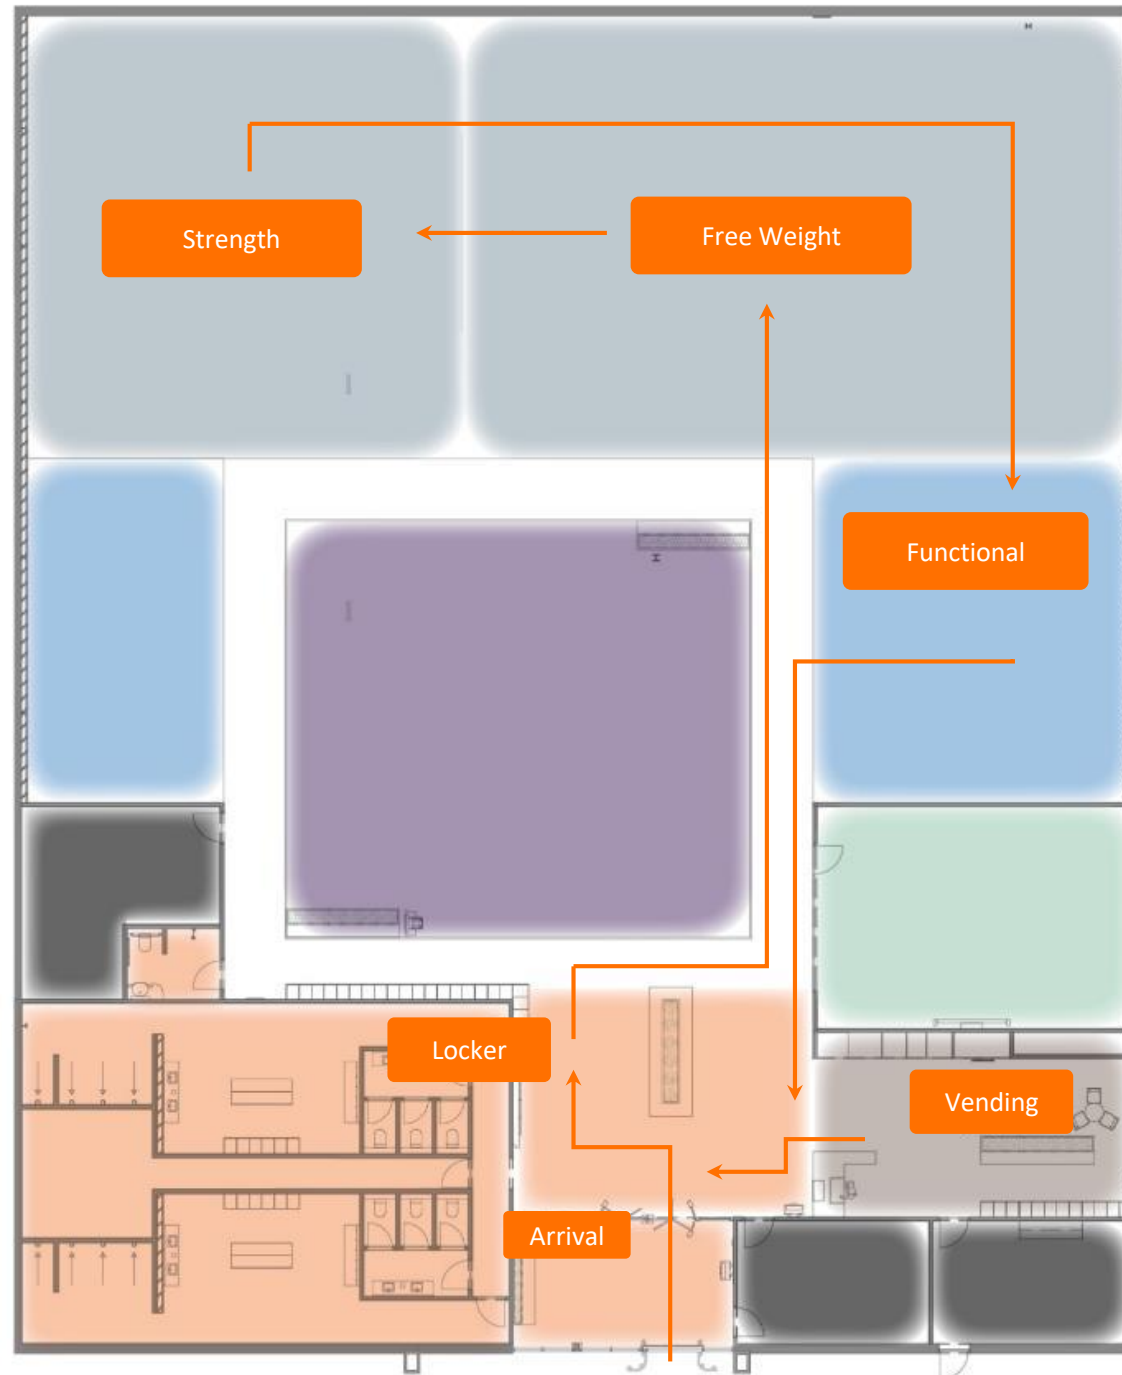 Strength
Free Weight
Functional
Locker
Vending
Arrival